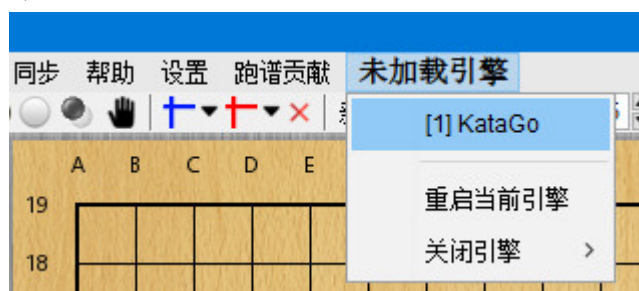 同步 帮助 设置 跑谱贡献 未加载引擎
[1] KataGo
A B C D E
重启当前引擎
19
关闭引擎 >
18